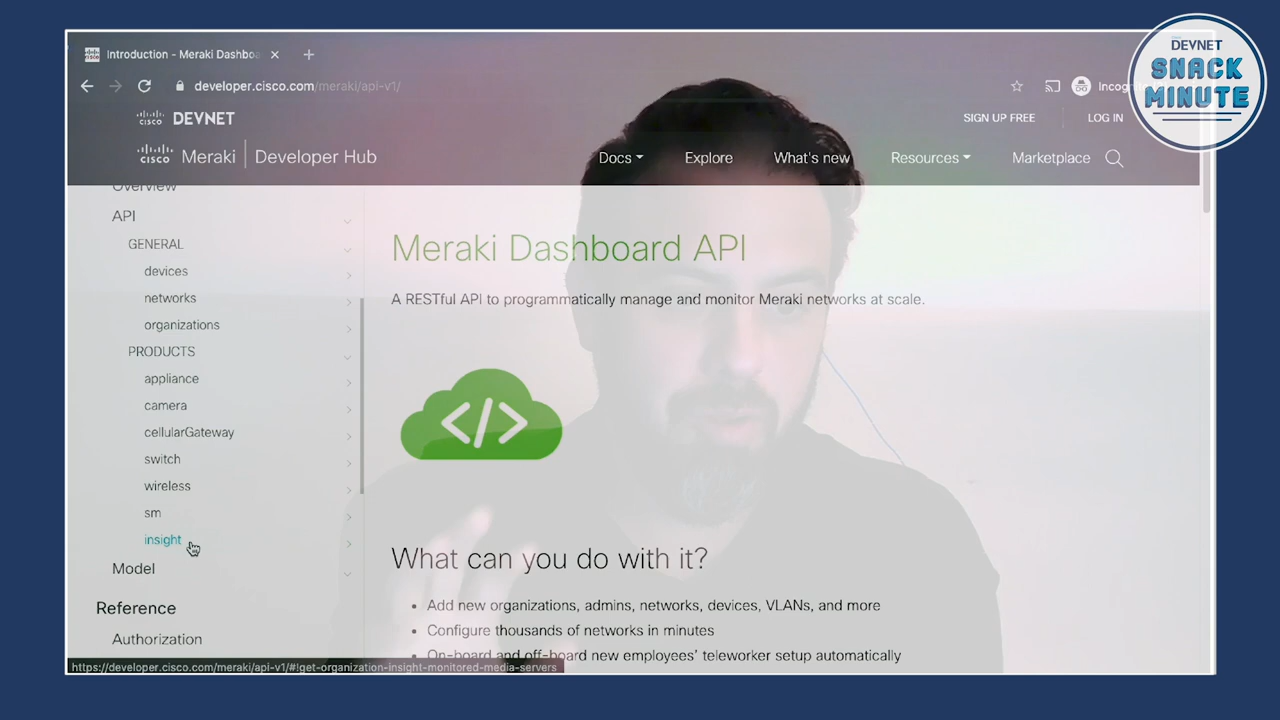 DEVNET
SNACK
MINUTE
Introduction - Meraki Dashboa
developer.cisco.com/meraki/api-v1/
Incog
CISCO DEVNET
SIGN UP FREE
LOG IN
CISCO Meraki
Developer Hub
Docs
Explore
What's new
Resources
Marketplace
Overview
API
GENERAL
devices
networks
organizations
PRODUCTS
appliance
camera
cellularGateway
switch
wireless
sm
insight
Model
Reference
Authorization
Meraki Dashboard API
A RESTful API to programmatically manage and monitor Meraki networks at scale.
</>
What can you do with it?
• Add new organizations, admins, networks, devices, VLANs, and more
• Configure thousands of networks in minutes
• On-board and off-board new employees' teleworker setup automatically
https://developer.cisco.com/meraki/api-v1/#!get-organization-insight-monitored-media-servers